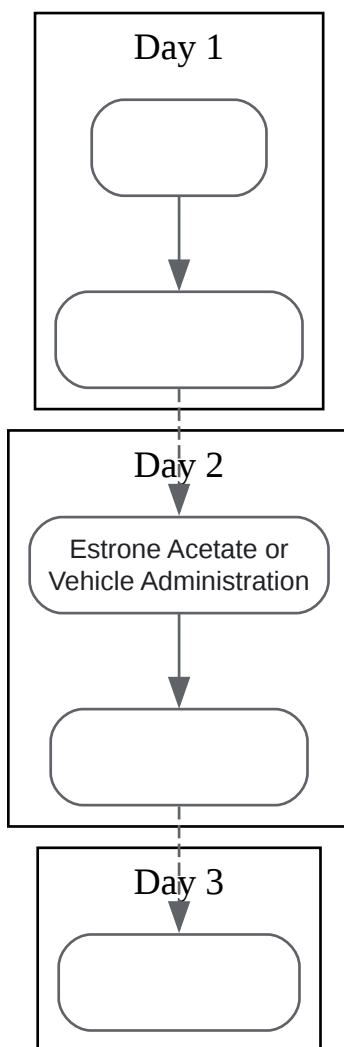 Day 1
Day 2
Estrone Acetate or
Vehicle Administration
Day 3